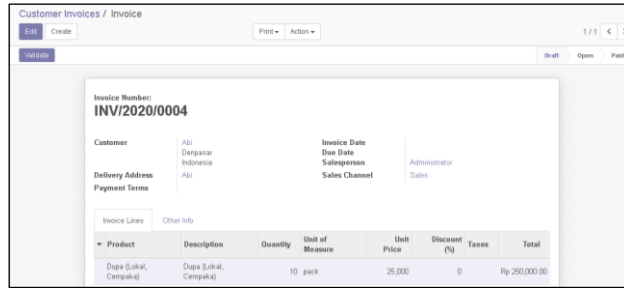 Customer Invoices / Invoice
Edit Create Print Action 1 / 1
Validate Draft Open Paid
Invoice Number:
INV/2020/0004
Customer Abi Invoice Date
Denpasar Due Date
Indonesia Salesperson Administrator
Delivery Address Abi Sales Channel Sales
Payment Terms
Invoice Lines Other Info
Product Description Quantity Unit of Measure Unit Price Discount (%) Taxes Total
Dupa (Lokal, Cempaka) Dupa (Lokal, Cempaka) 10 pack 25,000 0 Rp 250,000.00